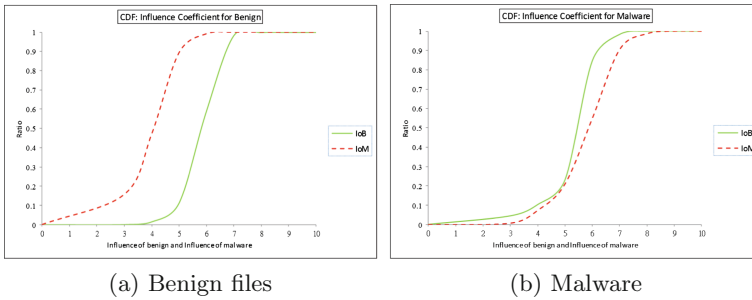 CDF: Influence Coefficient for Benign
1
0.9
0.8
0.7
0.6
0.5
0.4
0.3
0.2
0.1
0
Ratio
0 1 2 3 4 5 6 7 8 9 10
Influence of benign and Influence of malware
IoB
IoM
(a) Benign files
CDF: Influence Coefficient for Malware
1
0.9
0.8
0.7
0.6
0.5
0.4
0.3
0.2
0.1
0
Ratio
0 1 2 3 4 5 6 7 8 9 10
Influence of benign and Influence of malware
IoB
IoM
(b) Malware